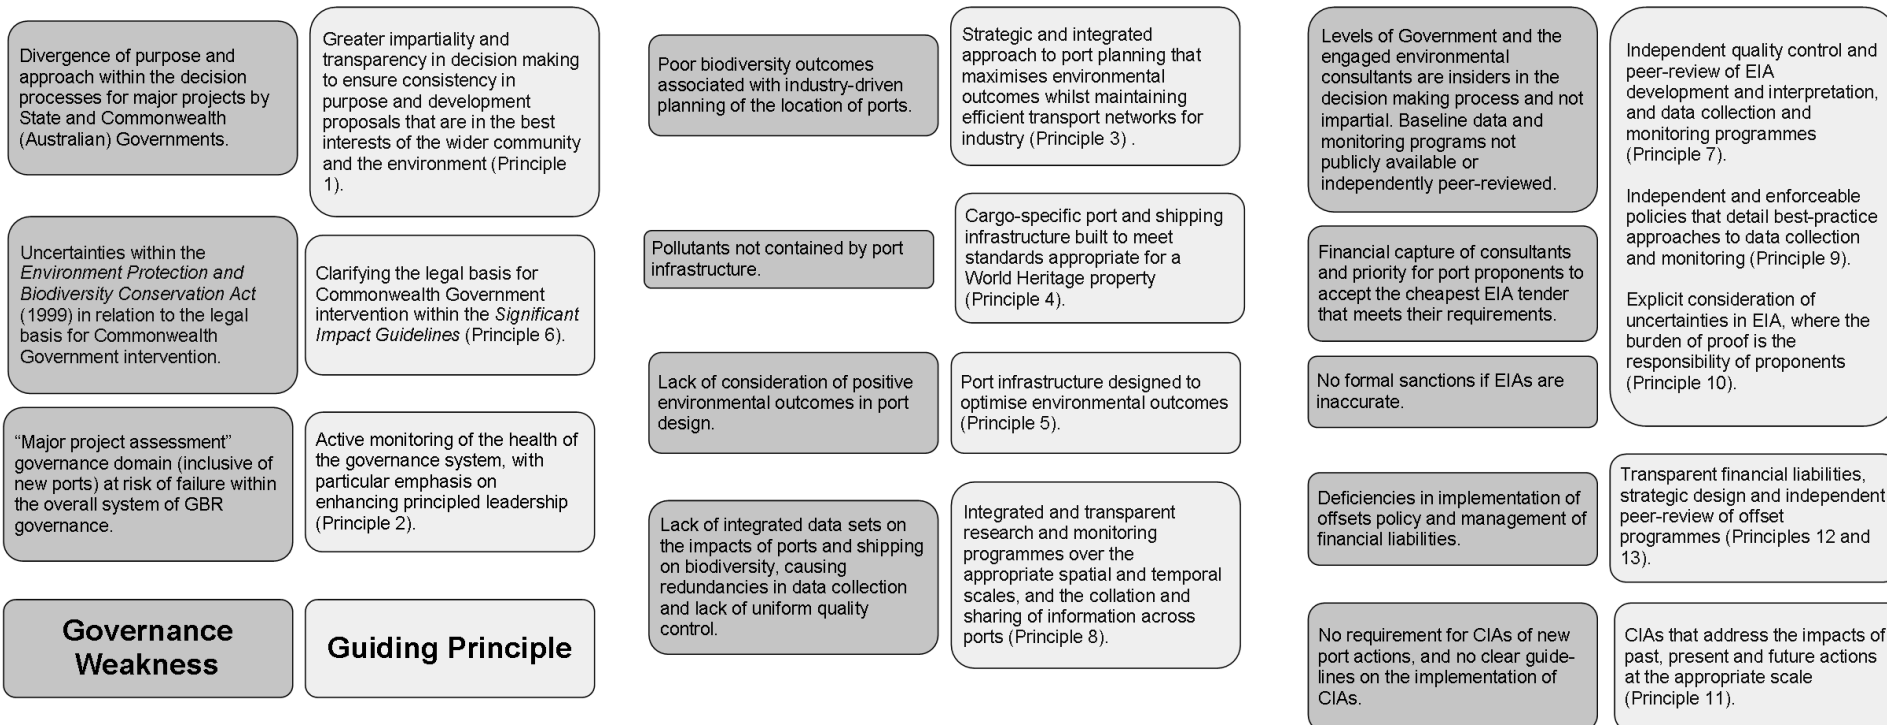 Divergence of purpose and
approach within the decision
processes for major projects by
State and Commonwealth
(Australian) Governments.
Greater impartiality and
transparency in decision making
to ensure consistency in
purpose and development
proposals that are in the best
interests of the wider community
and the environment (Principle
1).
Uncertainties within the
Environment Protection and
Biodiversity Conservation Act
(1999) in relation to the legal
basis for Commonwealth
Government intervention.
Clarifying the legal basis for
Commonwealth Government
intervention within the Significant
Impact Guidelines (Principle 6).
“Major project assessment”
governance domain (inclusive of
new ports) at risk of failure within
the overall system of GBR
governance.
Active monitoring of the health of
the governance system, with
particular emphasis on
enhancing principled leadership
(Principle 2).
Governance
Weakness
Guiding Principle
Poor biodiversity outcomes
associated with industry-driven
planning of the location of ports.
Strategic and integrated
approach to port planning that
maximises environmental
outcomes whilst maintaining
efficient transport networks for
industry (Principle 3) .
Pollutants not contained by port
infrastructure.
Cargo-specific port and shipping
infrastructure built to meet
standards appropriate for a
World Heritage property
(Principle 4).
Lack of consideration of positive
environmental outcomes in port
design.
Port infrastructure designed to
optimise environmental outcomes
(Principle 5).
Lack of integrated data sets on
the impacts of ports and shipping
on biodiversity, causing
redundancies in data collection
and lack of uniform quality
control.
Integrated and transparent
research and monitoring
programmes over the
appropriate spatial and temporal
scales, and the collation and
sharing of information across
ports (Principle 8).
Levels of Government and the
engaged environmental
consultants are insiders in the
decision making process and not
impartial. Baseline data and
monitoring programs not
publicly available or
independently peer-reviewed.
Financial capture of consultants
and priority for port proponents to
accept the cheapest EIA tender
that meets their requirements.
No formal sanctions if EIAs are
inaccurate.
Independent quality control and
peer-review of EIA
development and interpretation,
and data collection and
monitoring programmes
(Principle 7).
Independent and enforceable
policies that detail best-practice
approaches to data collection
and monitoring (Principle 9).
Explicit consideration of
uncertainties in EIA, where the
burden of proof is the
responsibility of proponents
(Principle 10).
Deficiencies in implementation of
offsets policy and management of
financial liabilities.
Transparent financial liabilities,
strategic design and independent
peer-review of offset
programmes (Principles 12 and
13).
No requirement for CIAs of new
port actions, and no clear guide-
lines on the implementation of
CIAs.
CIAs that address the impacts of
past, present and future actions
at the appropriate scale
(Principle 11).